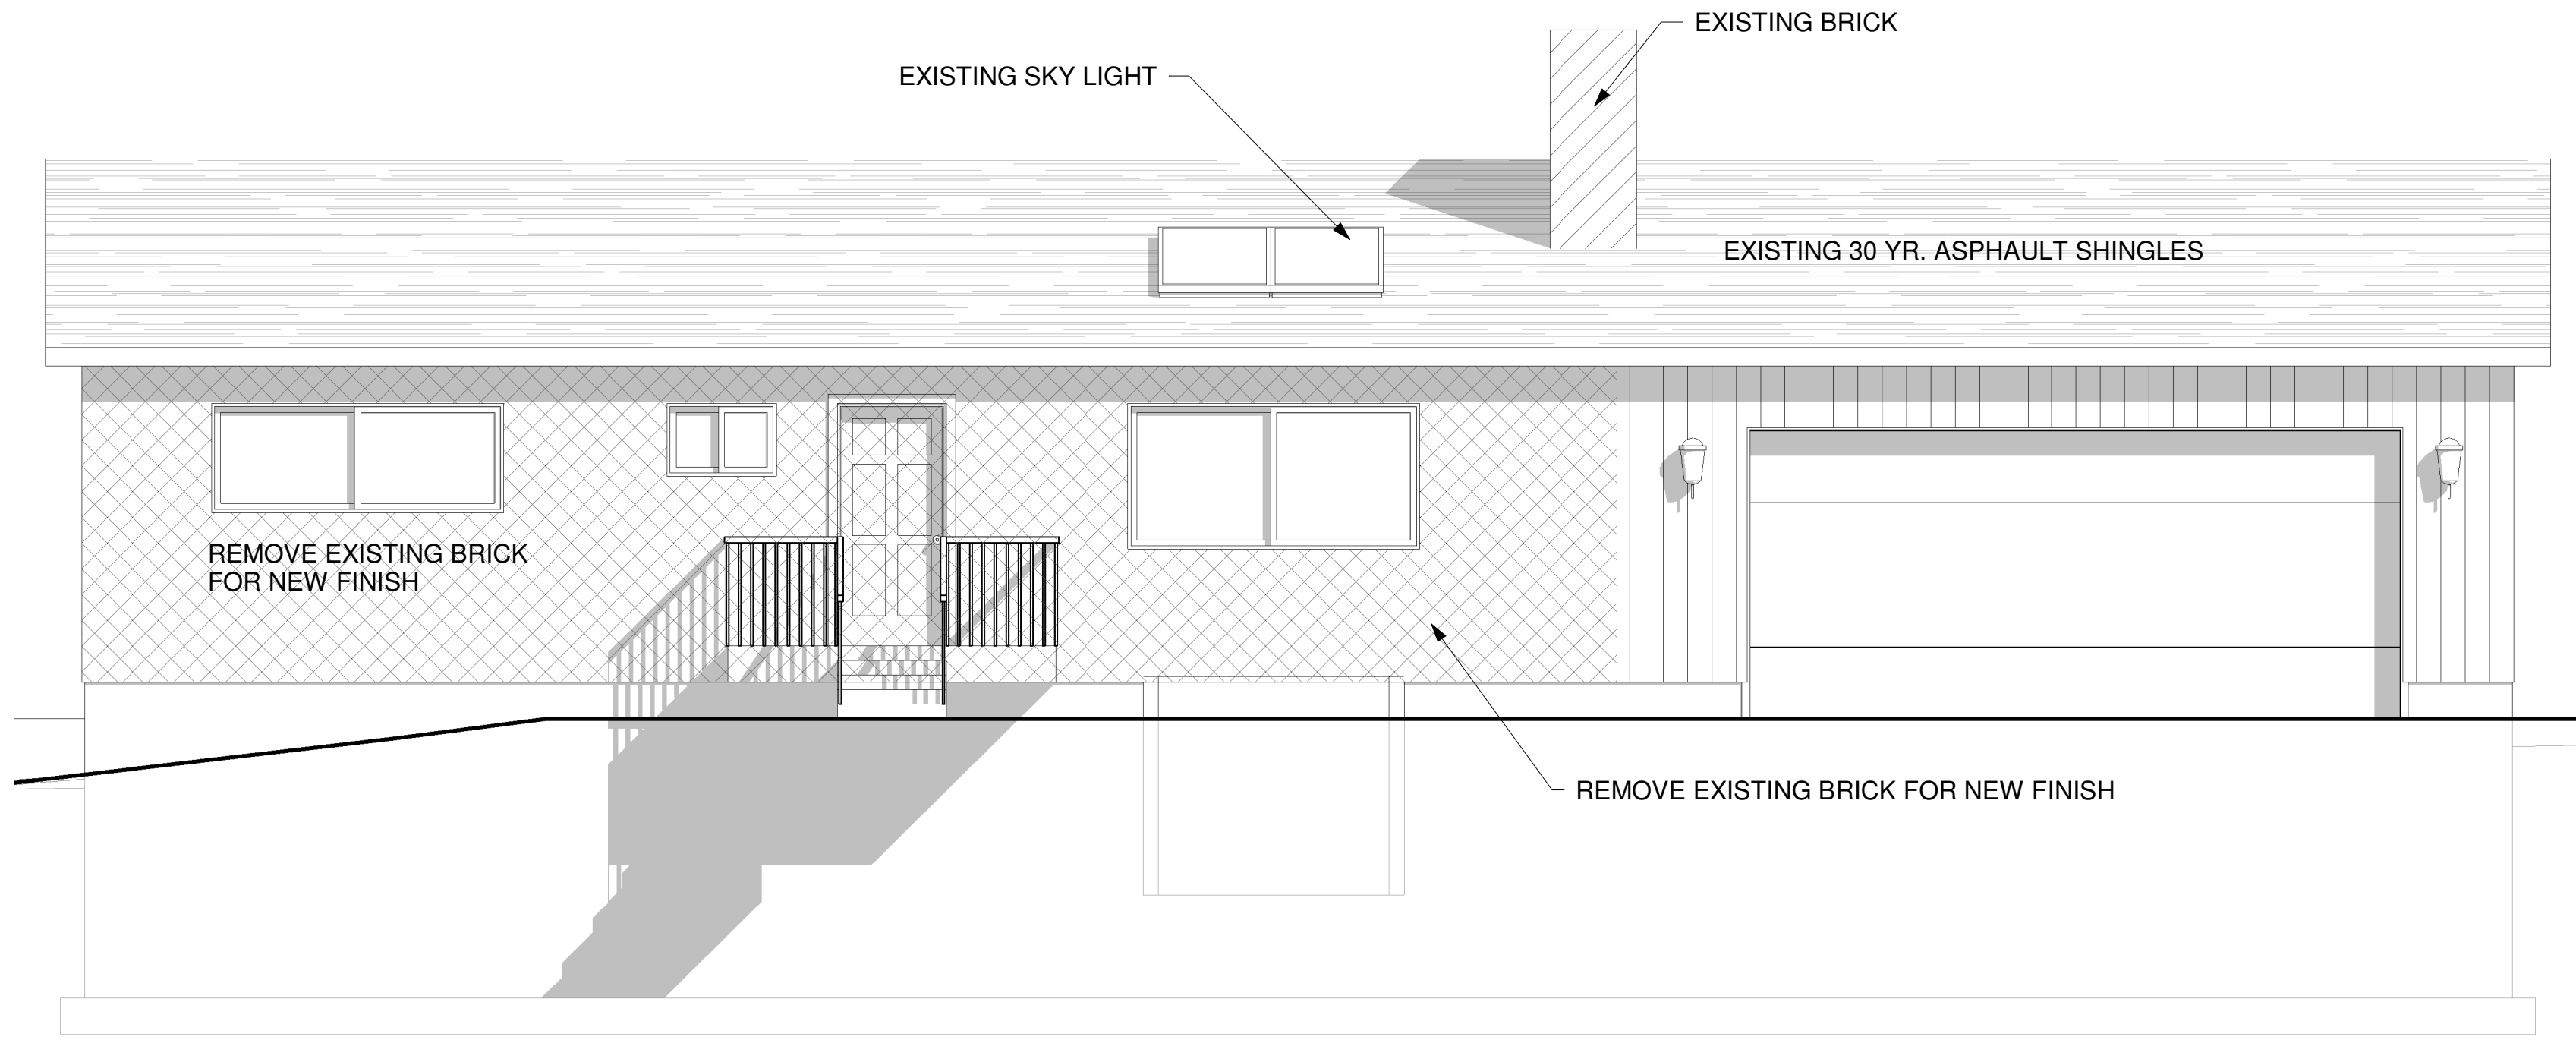 EXISTING BRICK
EXISTING SKY LIGHT
EXISTING 30 YR. ASPHAULT SHINGLES
REMOVE EXISTING BRICK
FOR NEW FINISH
REMOVE EXISTING BRICK FOR NEW FINISH